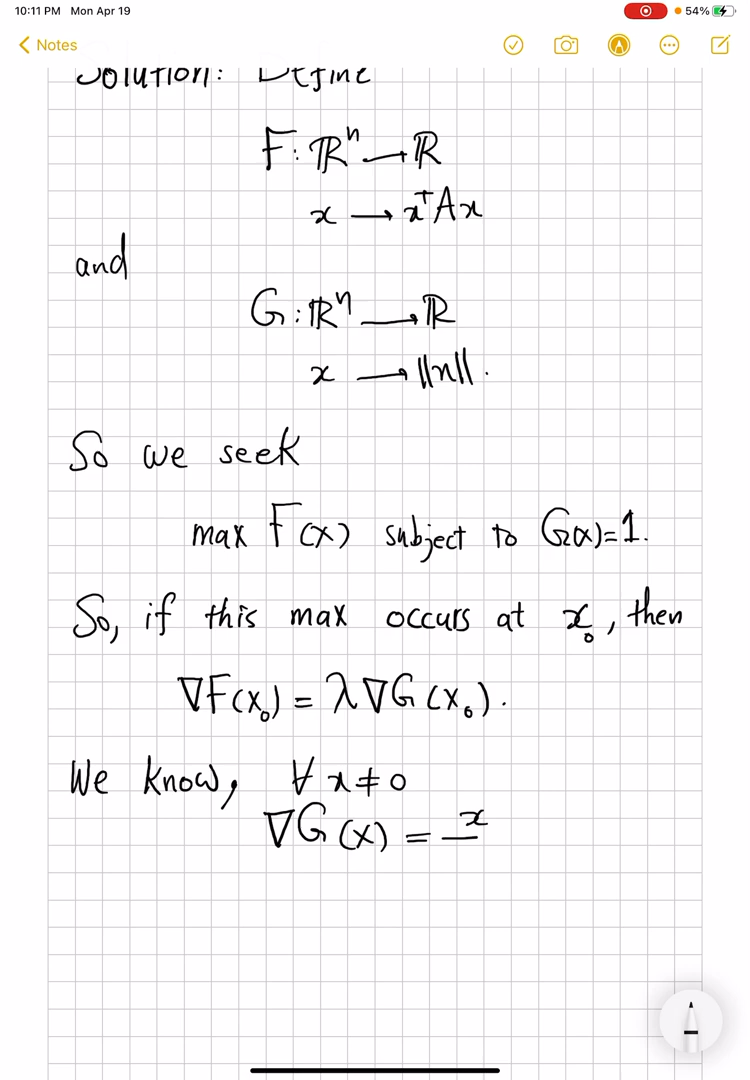 10:11 PM Mon Apr 19
54%
Notes
Solution: Define
F: ℝⁿ → ℝ
x → xᵀAx
and
G: ℝⁿ → ℝ
x → ||x||.
So we seek
max F(x) subject to G(x)=1.
So, if this max occurs at x₀, then
∇F(x₀) = λ∇G(x₀).
We know, ∀ x≠0
∇G(x) = x